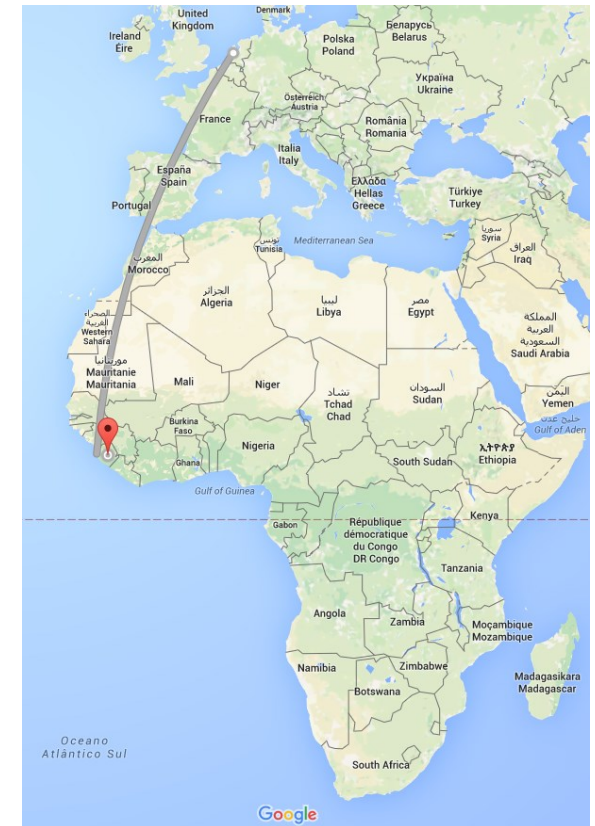 United
Kingdom
Denmark
Ireland
Éire
Беларусь
Belarus
Polska
Poland
Україна
Ukraine
Österreich
Austria
France
România
Romania
Italia
Italy
España
Spain
Ελλάδα
Hellas
Greece
Türkiye
Turkey
Portugal
تونس
Tunisia
Mediterranean Sea
سوريا
Syria
العراق
Iraq
المغرب
Morocco
الجزائر
Algeria
ليبيا
Libya
مصر
Egypt
المملكة
العربية
السعودية
Saudi Arabia
الصحراء
الغربية
Western
Sahara
موريتانيا
Mauritanie
Mauritania
Mali
Niger
تشاد
Tchad
Chad
السودان
Sudan
اليمن
Yemen
خليج عدن
Gulf of Aden
Burkina
Faso
Ghana
Nigeria
South Sudan
ኢትዮጵያ
Ethiopia
Gulf of Guinea
Gabon
République
démocratique
du Congo
DR Congo
Kenya
Tanzania
Angola
Zambia
Moçambique
Mozambique
Namibia
Zimbabwe
Botswana
Madagasikara
Madagascar
Oceano
Atlântico Sul
South Africa
Google